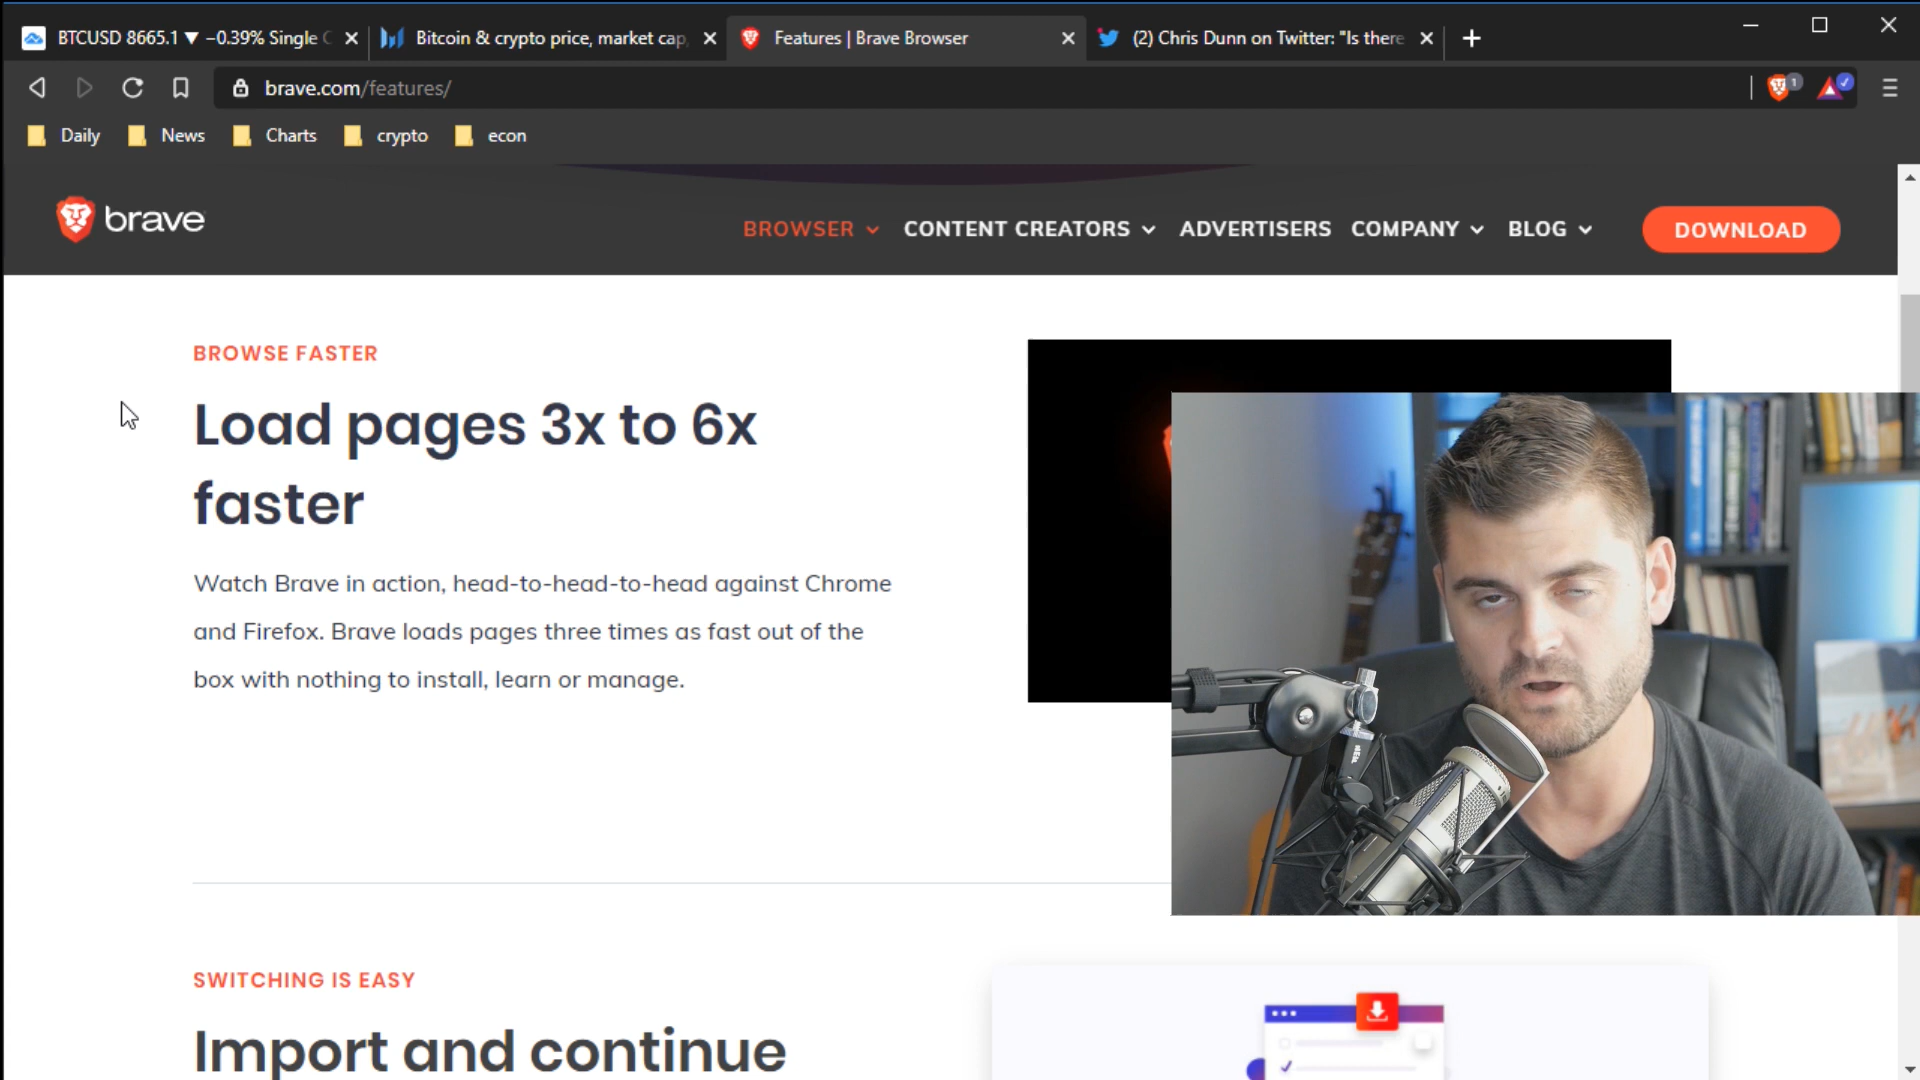 BTCUSD 8665.1 ▼ −0.39% Single
Bitcoin & crypto price, market cap,
Features | Brave Browser
(2) Chris Dunn on Twitter: "Is there
brave.com/features/
1
Daily
News
Charts
crypto
econ
brave
BROWSER
CONTENT CREATORS
ADVERTISERS
COMPANY
BLOG
DOWNLOAD
BROWSE FASTER
Load pages 3x to 6x
faster
Watch Brave in action, head-to-head-to-head against Chrome
and Firefox. Brave loads pages three times as fast out of the
box with nothing to install, learn or manage.
SWITCHING IS EASY
Import and continue